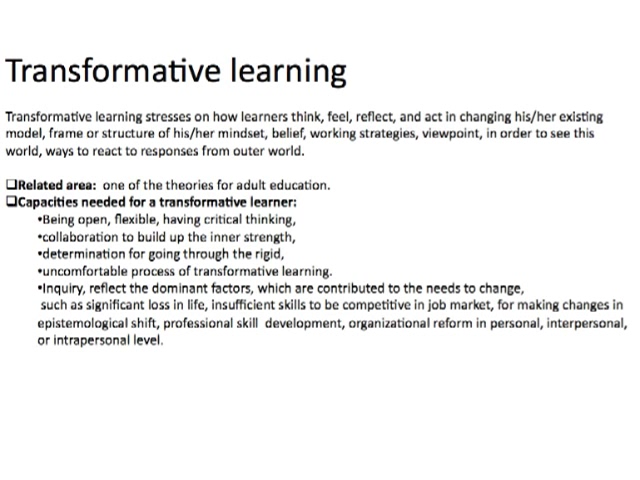 Transformative learning
Transformative learning stresses on how learners think, feel, reflect, and act in changing his/her existing
model, frame or structure of his/her mindset, belief, working strategies, viewpoint, in order to see this
world, ways to react to responses from outer world.
❑Related area: one of the theories for adult education.
❑Capacities needed for a transformative learner:
•Being open, flexible, having critical thinking,
•collaboration to build up the inner strength,
•determination for going through the rigid,
•uncomfortable process of transformative learning.
•Inquiry, reflect the dominant factors, which are contributed to the needs to change,
such as significant loss in life, insufficient skills to be competitive in job market, for making changes in
epistemological shift, professional skill development, organizational reform in personal, interpersonal,
or intrapersonal level.